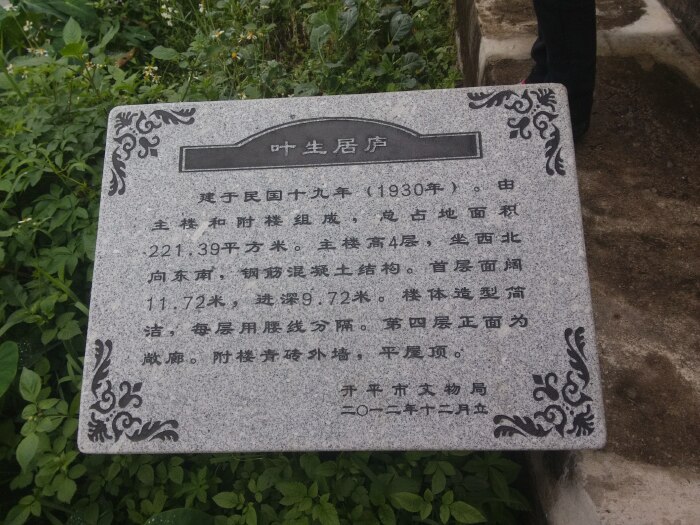 叶生居庐
建于民国十九年（1930年）。由
主楼和附楼组成，总占地面积
221.39平方米。主楼高4层，坐西北
向东南，钢筋混凝土结构。首层面阔
11.72米，进深9.72米。楼体造型简
洁，每层用腰线分隔。第四层正面为
敞廊。附楼青砖外墙，平屋顶。
开平市文物局
二〇一二年十二月立